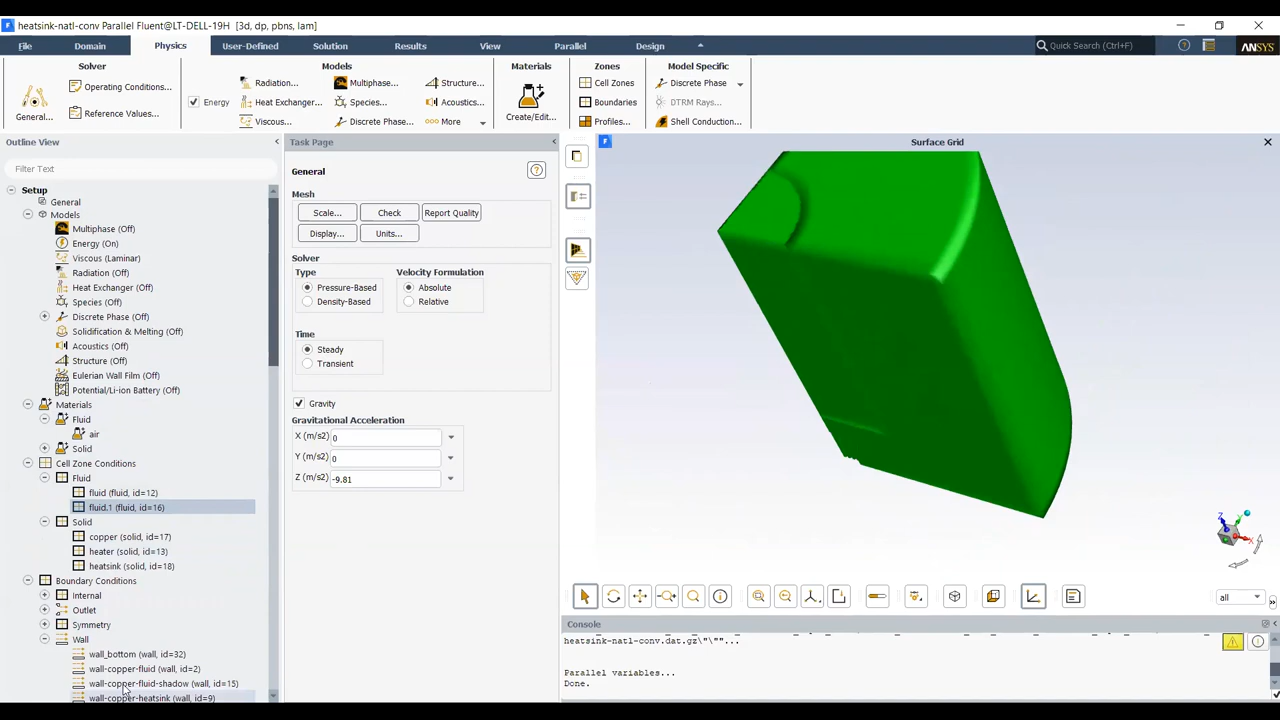 heatsink-natl-conv Parallel Fluent@LT-DELL-19H [3d, dp, pbns, lam]
File Domain Physics User-Defined Solution Results View Parallel Design Quick Search (Ctrl+F) ANSYS
Solver Models Materials Zones Model Specific
Operating Conditions... Radiation... Multiphase... Structure... Cell Zones Discrete Phase
Energy Heat Exchanger... Species... Acoustics... Boundaries DTRM Rays...
General... Reference Values... Viscous... Discrete Phase... More Create/Edit... Profiles... Shell Conduction...
Outline View
Filter Text
Setup
General
Models
Multiphase (Off)
Energy (On)
Viscous (Laminar)
Radiation (Off)
Heat Exchanger (Off)
Species (Off)
Discrete Phase (Off)
Solidification & Melting (Off)
Acoustics (Off)
Structure (Off)
Eulerian Wall Film (Off)
Potential/Li-ion Battery (Off)
Materials
Fluid
air
Solid
Cell Zone Conditions
Fluid
fluid (fluid, id=12)
fluid.1 (fluid, id=16)
Solid
copper (solid, id=17)
heater (solid, id=13)
heatsink (solid, id=18)
Boundary Conditions
Internal
Outlet
Symmetry
Wall
wall_bottom (wall, id=32)
wall-copper-fluid (wall, id=2)
wall-copper-fluid-shadow (wall, id=15)
wall-copper-heatsink (wall, id=9)
Task Page
General
Mesh
Scale... Check Report Quality
Display... Units...
Solver
Type Velocity Formulation
Pressure-Based Absolute
Density-Based Relative
Time
Steady
Transient
Gravity
Gravitational Acceleration
X (m/s2) 0
Y (m/s2) 0
Z (m/s2) -9.81
Surface Grid
Z Y X
all
Console
heatsink-natl-conv.dat.gz\"\""...
Parallel variables...
Done.